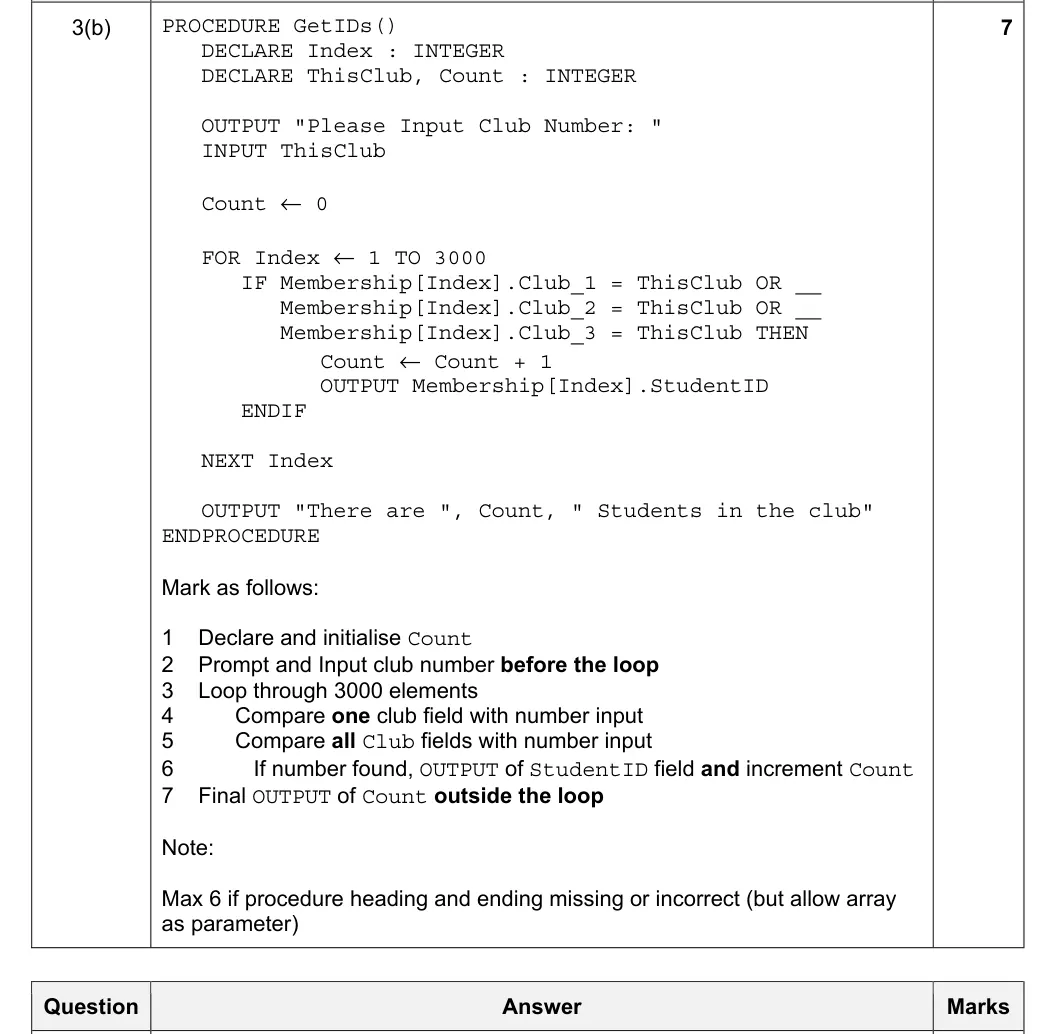 3(b)
7
PROCEDURE GetIDs()
DECLARE Index : INTEGER
DECLARE ThisClub, Count : INTEGER
OUTPUT "Please Input Club Number: "
INPUT ThisClub
Count ← 0
FOR Index ← 1 TO 3000
IF Membership[Index].Club_1 = ThisClub OR __
Membership[Index].Club_2 = ThisClub OR __
Membership[Index].Club_3 = ThisClub THEN
Count ← Count + 1
OUTPUT Membership[Index].StudentID
ENDIF
NEXT Index
OUTPUT "There are ", Count, " Students in the club"
ENDPROCEDURE
Mark as follows:
1 Declare and initialise Count
2 Prompt and Input club number before the loop
3 Loop through 3000 elements
4 Compare one club field with number input
5 Compare all Club fields with number input
6 If number found, OUTPUT of StudentID field and increment Count
7 Final OUTPUT of Count outside the loop
Note:
Max 6 if procedure heading and ending missing or incorrect (but allow array
as parameter)
Question Answer Marks